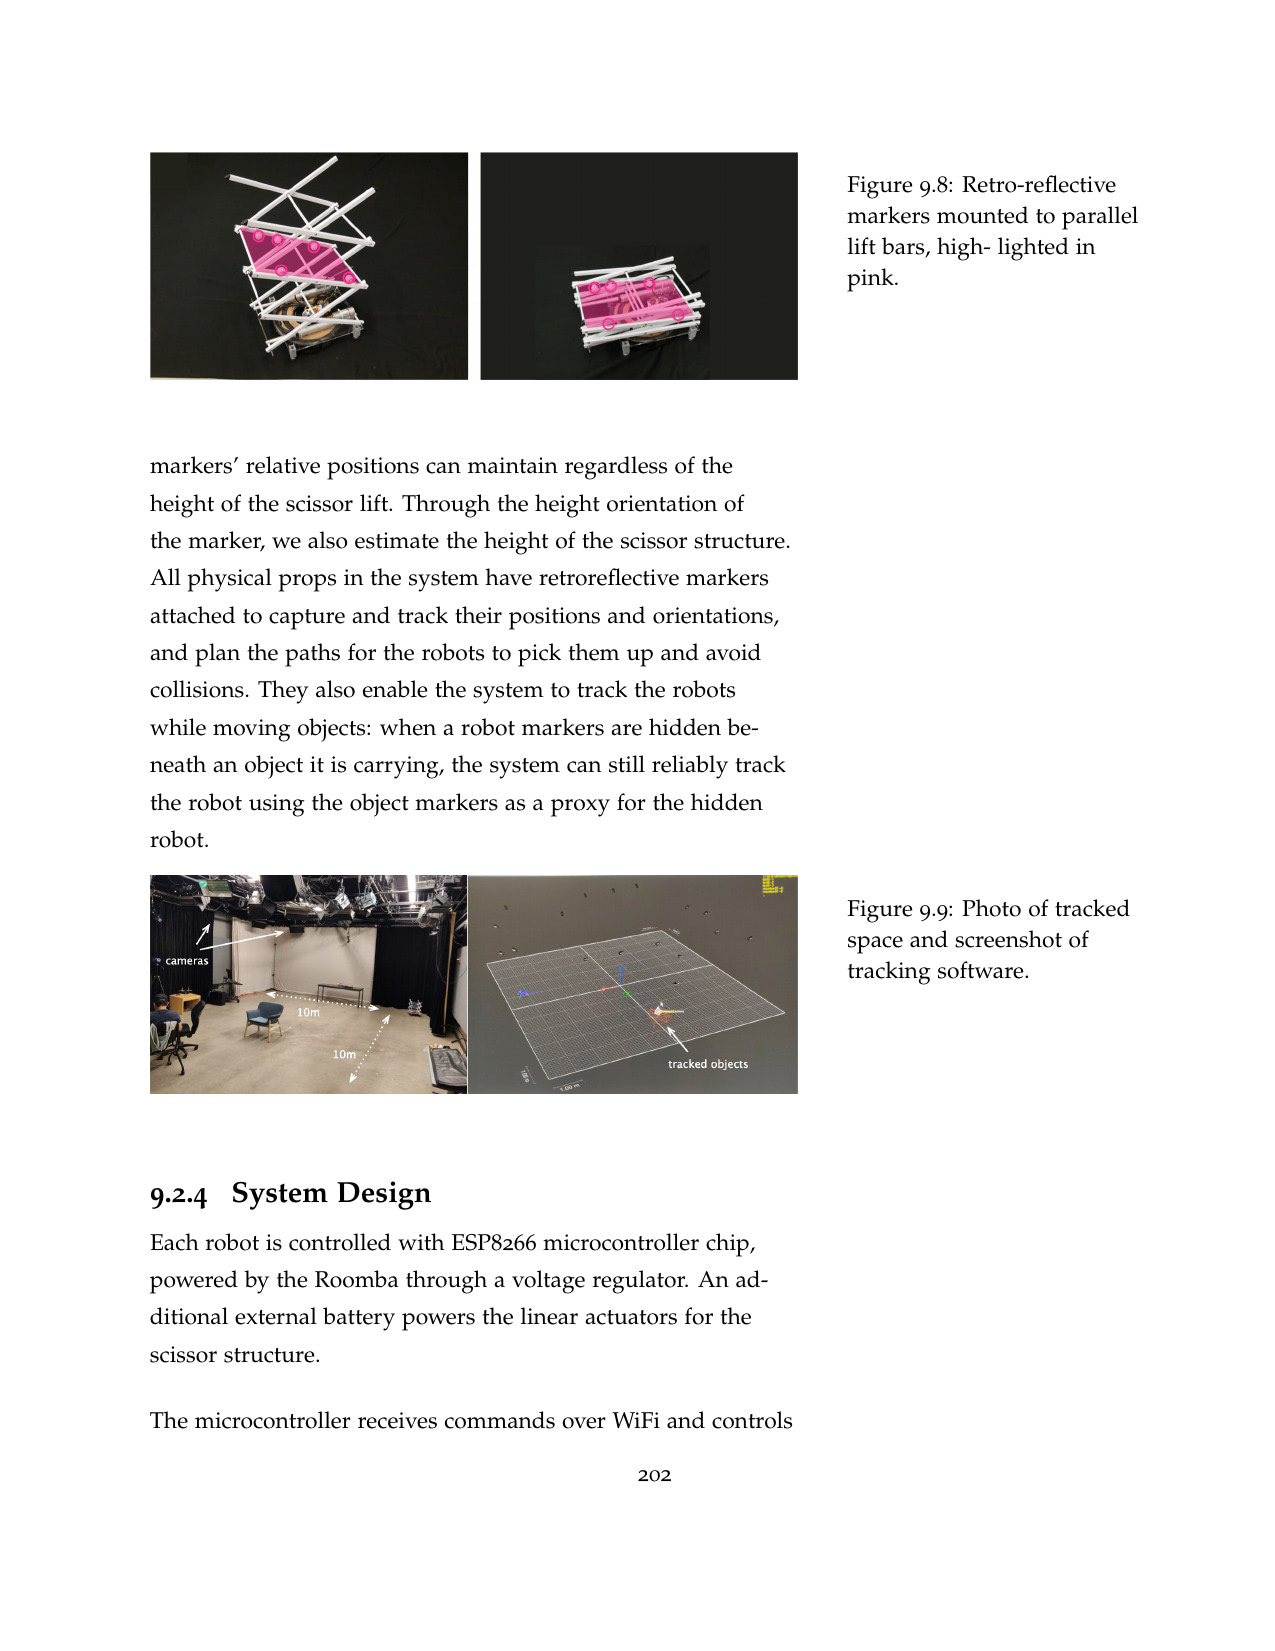 Figure 9.8: Retro-reflective
markers mounted to parallel
lift bars, high- lighted in
pink.
markers’ relative positions can maintain regardless of the
height of the scissor lift. Through the height orientation of
the marker, we also estimate the height of the scissor structure.
All physical props in the system have retroreflective markers
attached to capture and track their positions and orientations,
and plan the paths for the robots to pick them up and avoid
collisions. They also enable the system to track the robots
while moving objects: when a robot markers are hidden be-
neath an object it is carrying, the system can still reliably track
the robot using the object markers as a proxy for the hidden
robot.
cameras
10m
10m
tracked objects
1.00 m
Figure 9.9: Photo of tracked
space and screenshot of
tracking software.
9.2.4 System Design
Each robot is controlled with ESP8266 microcontroller chip,
powered by the Roomba through a voltage regulator. An ad-
ditional external battery powers the linear actuators for the
scissor structure.
The microcontroller receives commands over WiFi and controls
202